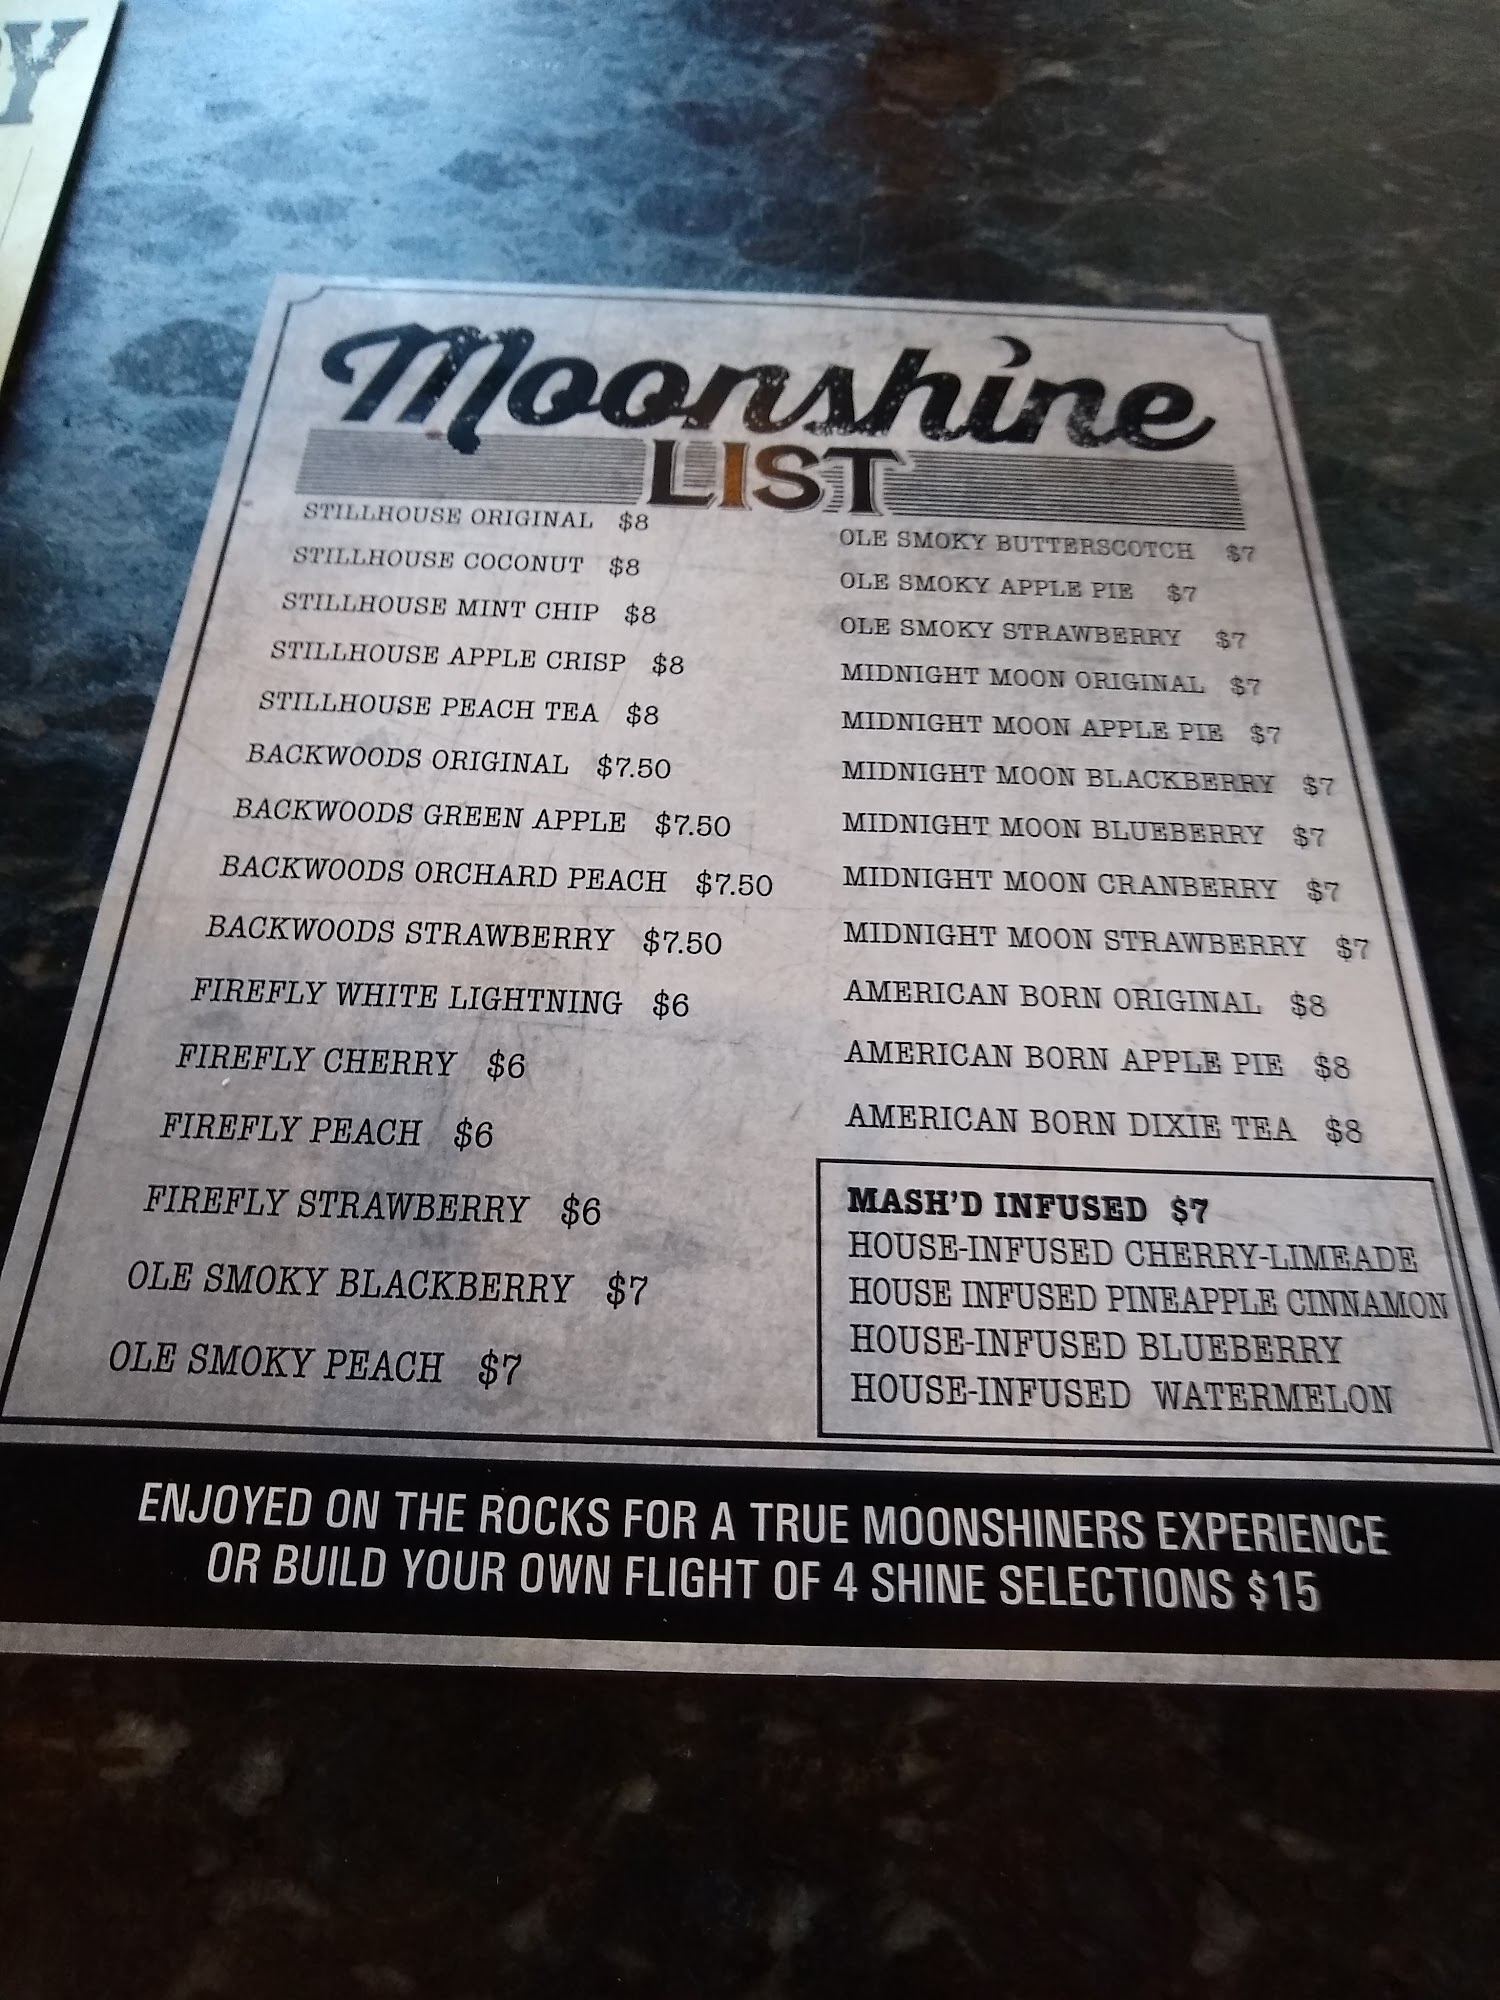 Y
Moonshine
LIST
STILLHOUSE ORIGINAL $8
STILLHOUSE COCONUT $8
STILLHOUSE MINT CHIP $8
STILLHOUSE APPLE CRISP $8
STILLHOUSE PEACH TEA $8
BACKWOODS ORIGINAL $7.50
BACKWOODS GREEN APPLE $7.50
BACKWOODS ORCHARD PEACH $7.50
BACKWOODS STRAWBERRY $7.50
FIREFLY WHITE LIGHTNING $6
FIREFLY CHERRY $6
FIREFLY PEACH $6
FIREFLY STRAWBERRY $6
OLE SMOKY BLACKBERRY $7
OLE SMOKY PEACH $7
OLE SMOKY BUTTERSCOTCH $7
OLE SMOKY APPLE PIE $7
OLE SMOKY STRAWBERRY $7
MIDNIGHT MOON ORIGINAL $7
MIDNIGHT MOON APPLE PIE $7
MIDNIGHT MOON BLACKBERRY $7
MIDNIGHT MOON BLUEBERRY $7
MIDNIGHT MOON CRANBERRY $7
MIDNIGHT MOON STRAWBERRY $7
AMERICAN BORN ORIGINAL $8
AMERICAN BORN APPLE PIE $8
AMERICAN BORN DIXIE TEA $8
MASH'D INFUSED $7
HOUSE-INFUSED CHERRY-LIMEADE
HOUSE INFUSED PINEAPPLE CINNAMON
HOUSE-INFUSED BLUEBERRY
HOUSE-INFUSED WATERMELON
ENJOYED ON THE ROCKS FOR A TRUE MOONSHINERS EXPERIENCE
OR BUILD YOUR OWN FLIGHT OF 4 SHINE SELECTIONS $15